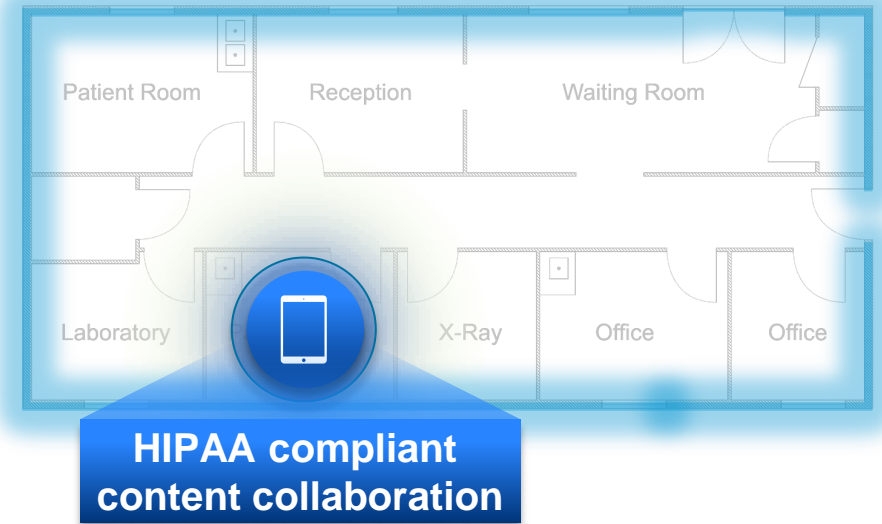 Patient Room
Reception
Waiting Room
Laboratory
X-Ray
Office
Office
HIPAA compliant
content collaboration